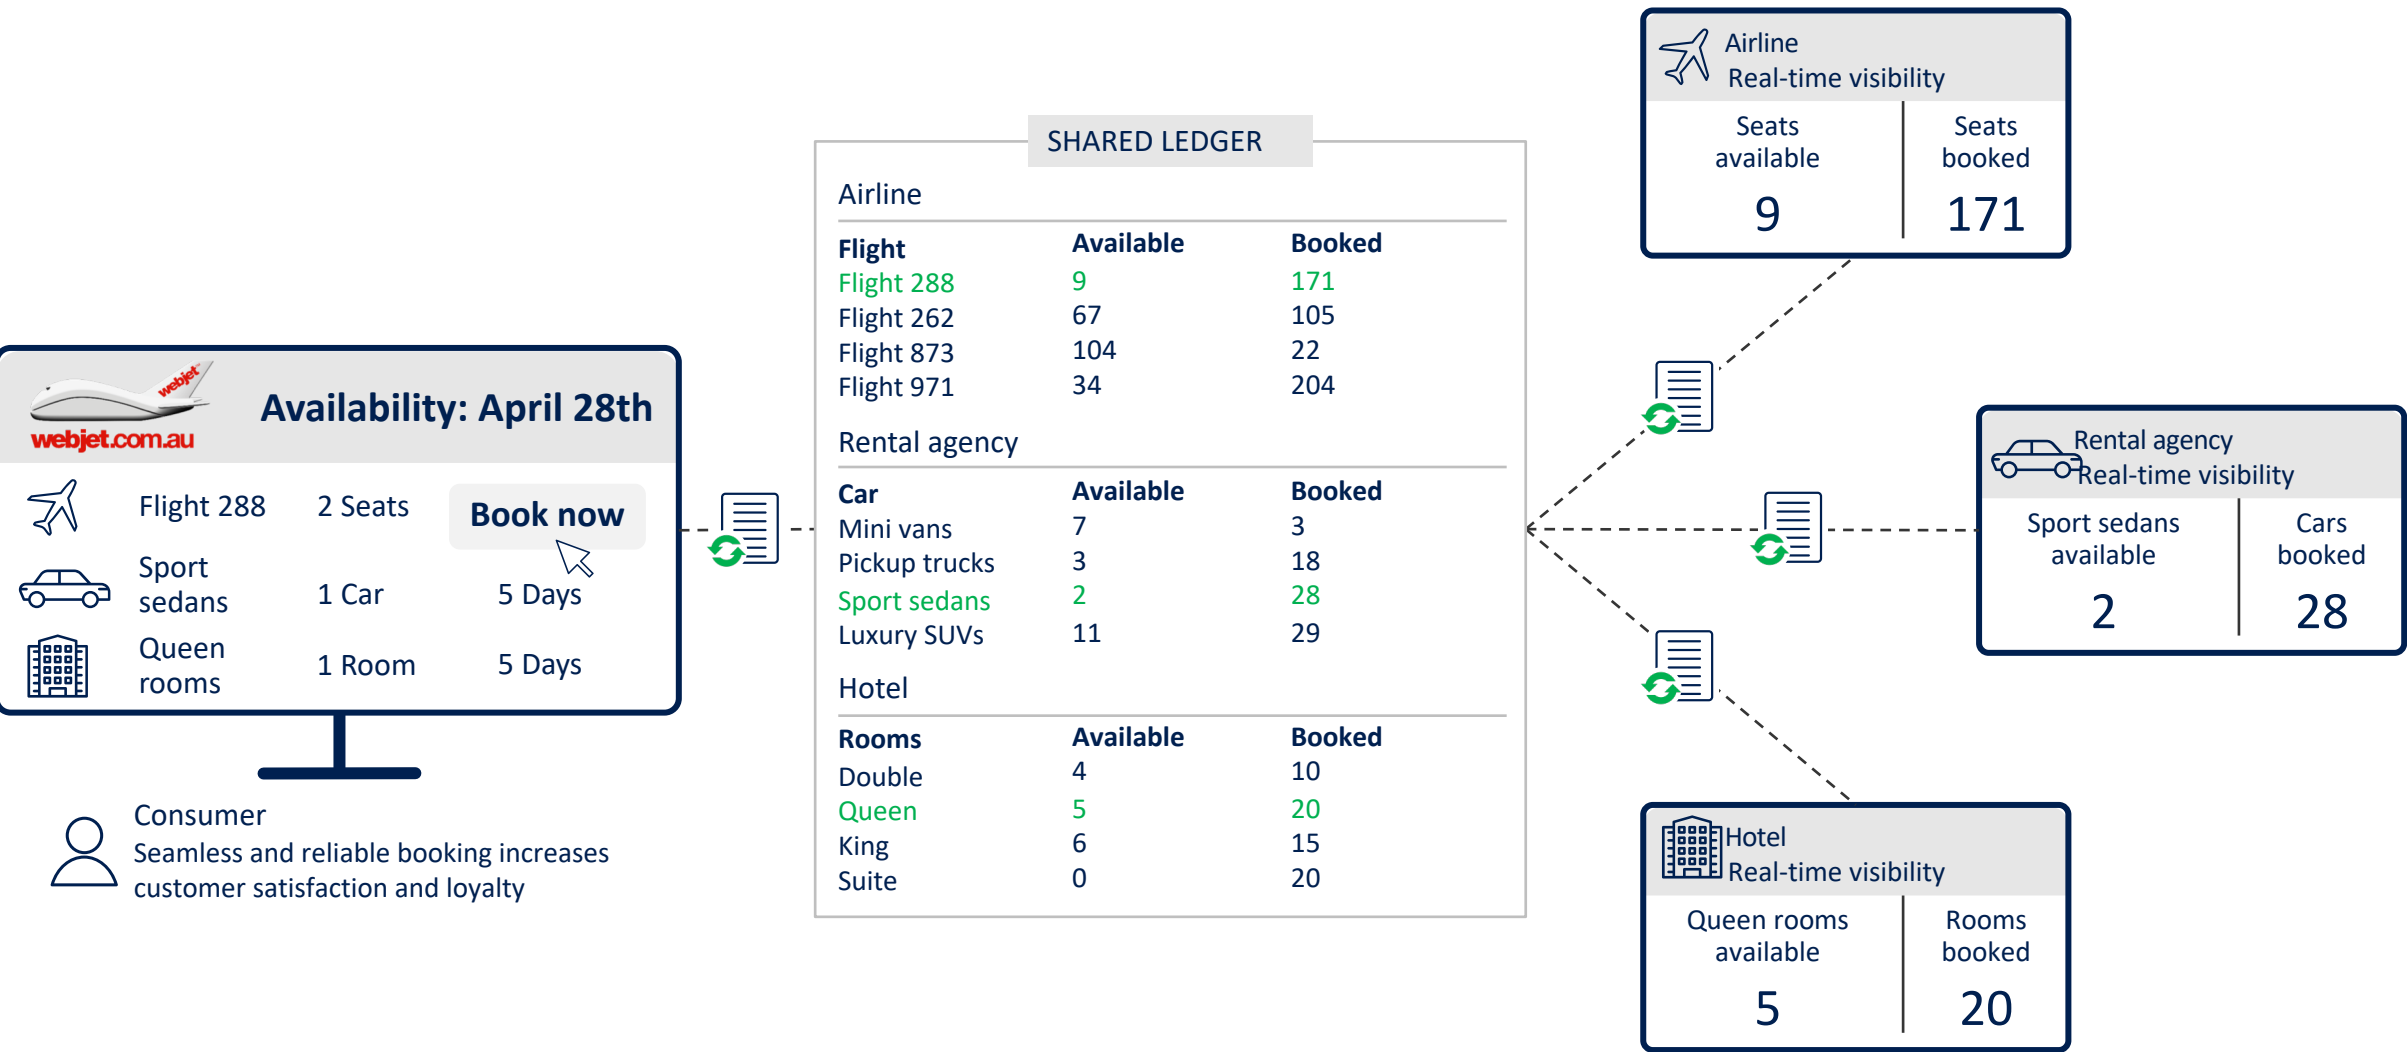 webjet
webjet.com.au
Availability: April 28th
Flight 288 2 Seats Book now
Sport
sedans 1 Car 5 Days
Queen
rooms 1 Room 5 Days
Consumer
Seamless and reliable booking increases
customer satisfaction and loyalty
SHARED LEDGER
Airline
Flight Available Booked
Flight 288 9 171
Flight 262 67 105
Flight 873 104 22
Flight 971 34 204
Rental agency
Car Available Booked
Mini vans 7 3
Pickup trucks 3 18
Sport sedans 2 28
Luxury SUVs 11 29
Hotel
Rooms Available Booked
Double 4 10
Queen 5 20
King 6 15
Suite 0 20
Airline
Real-time visibility
Seats Seats
available booked
9 171
Rental agency
Real-time visibility
Sport sedans Cars
available booked
2 28
Hotel
Real-time visibility
Queen rooms Rooms
available booked
5 20